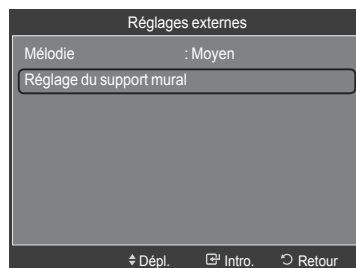 Réglages externes
Mélodie : Moyen
Réglage du support mural
Dépl. Intro. Retour